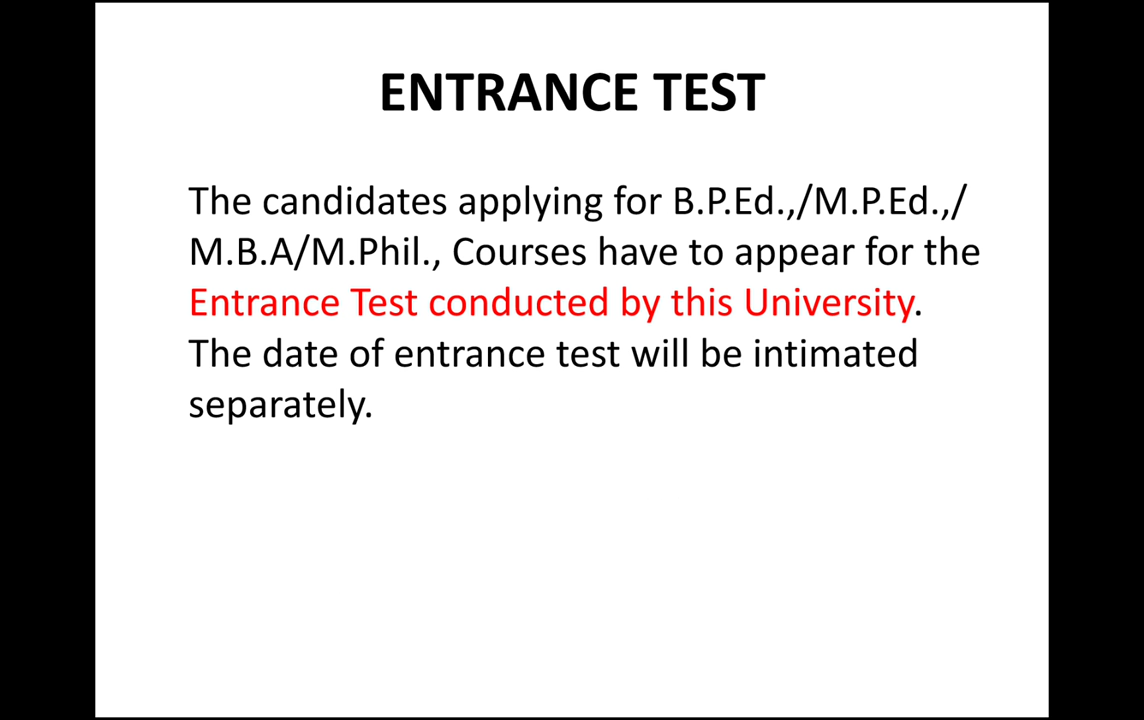 ENTRANCE TEST
The candidates applying for B.P.Ed.,/M.P.Ed.,/
M.B.A/M.Phil., Courses have to appear for the
Entrance Test conducted by this University.
The date of entrance test will be intimated
separately.